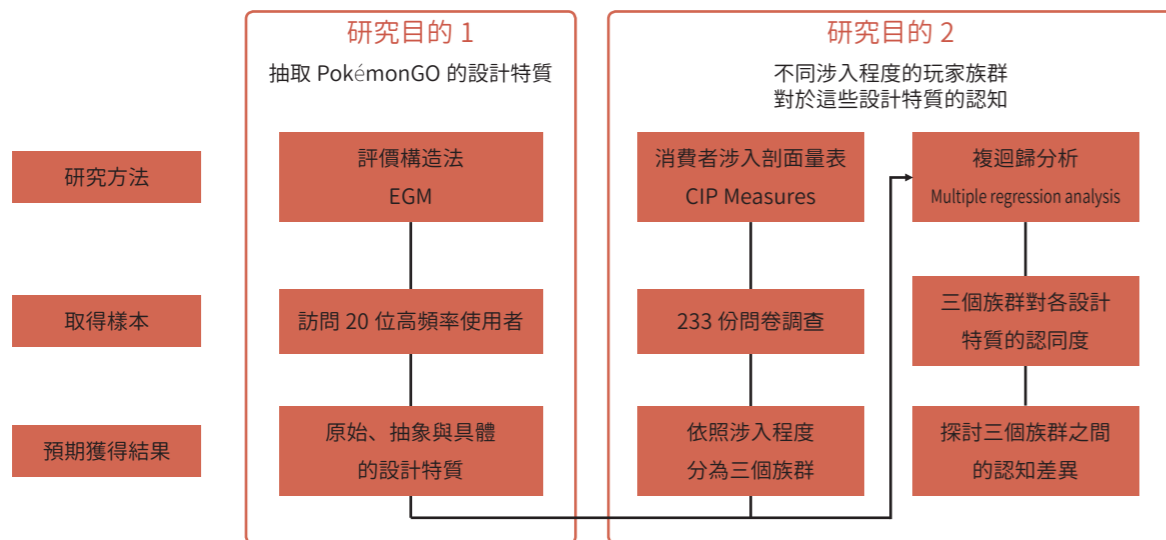 研究目的 1
抽取 PokémonGO 的設計特質
研究目的 2
不同涉入程度的玩家族群
對於這些設計特質的認知
研究方法
評價構造法
EGM
消費者涉入剖面量表
CIP Measures
複迴歸分析
Multiple regression analysis
取得樣本
訪問 20 位高頻率使用者
233 份問卷調查
三個族群對各設計
特質的認同度
預期獲得結果
原始、抽象與具體
的設計特質
依照涉入程度
分為三個族群
探討三個族群之間
的認知差異